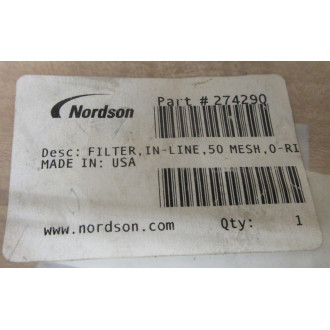 Nordson
Part # 274290
Desc: FILTER,IN-LINE,50 MESH,O-RI
MADE IN: USA
www.nordson.com Qty: 1